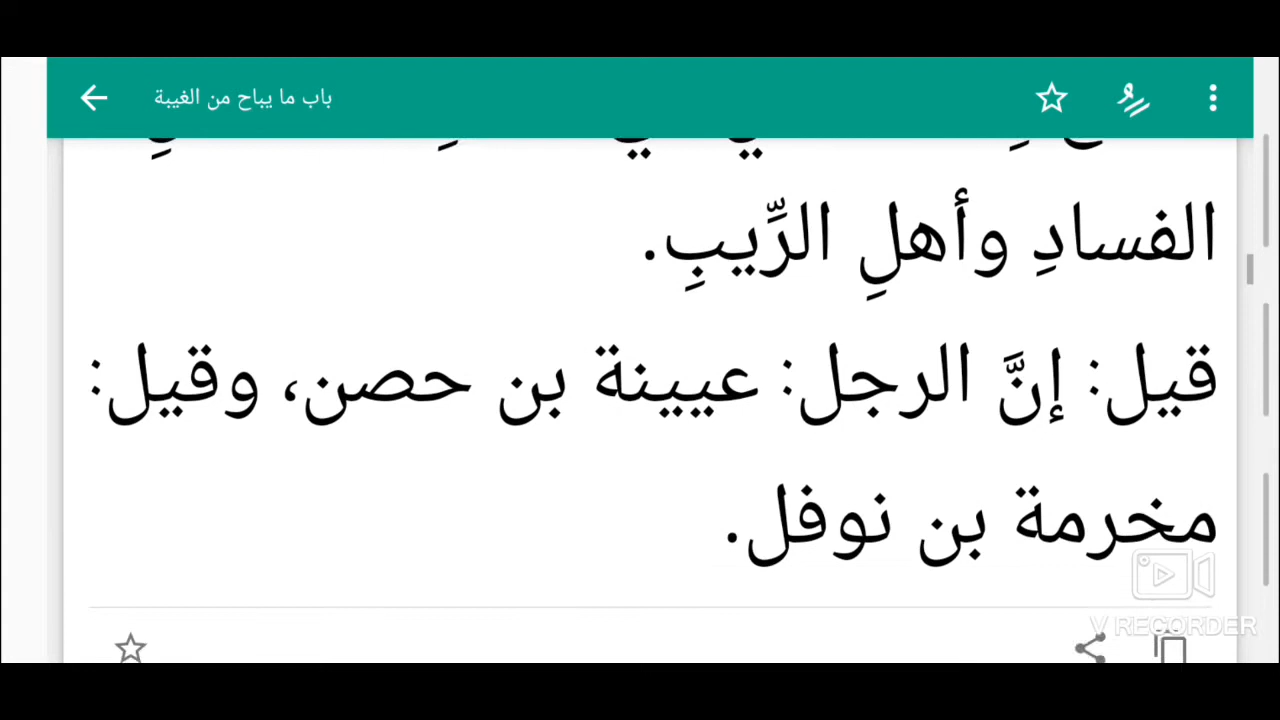 باب ما يباح من الغيبة
الفسادِ وأهلِ الرِّيبِ.
قيل: إنَّ الرجل: عيينة بن حصن، وقيل:
مخرمة بن نوفل.
V RECORDER